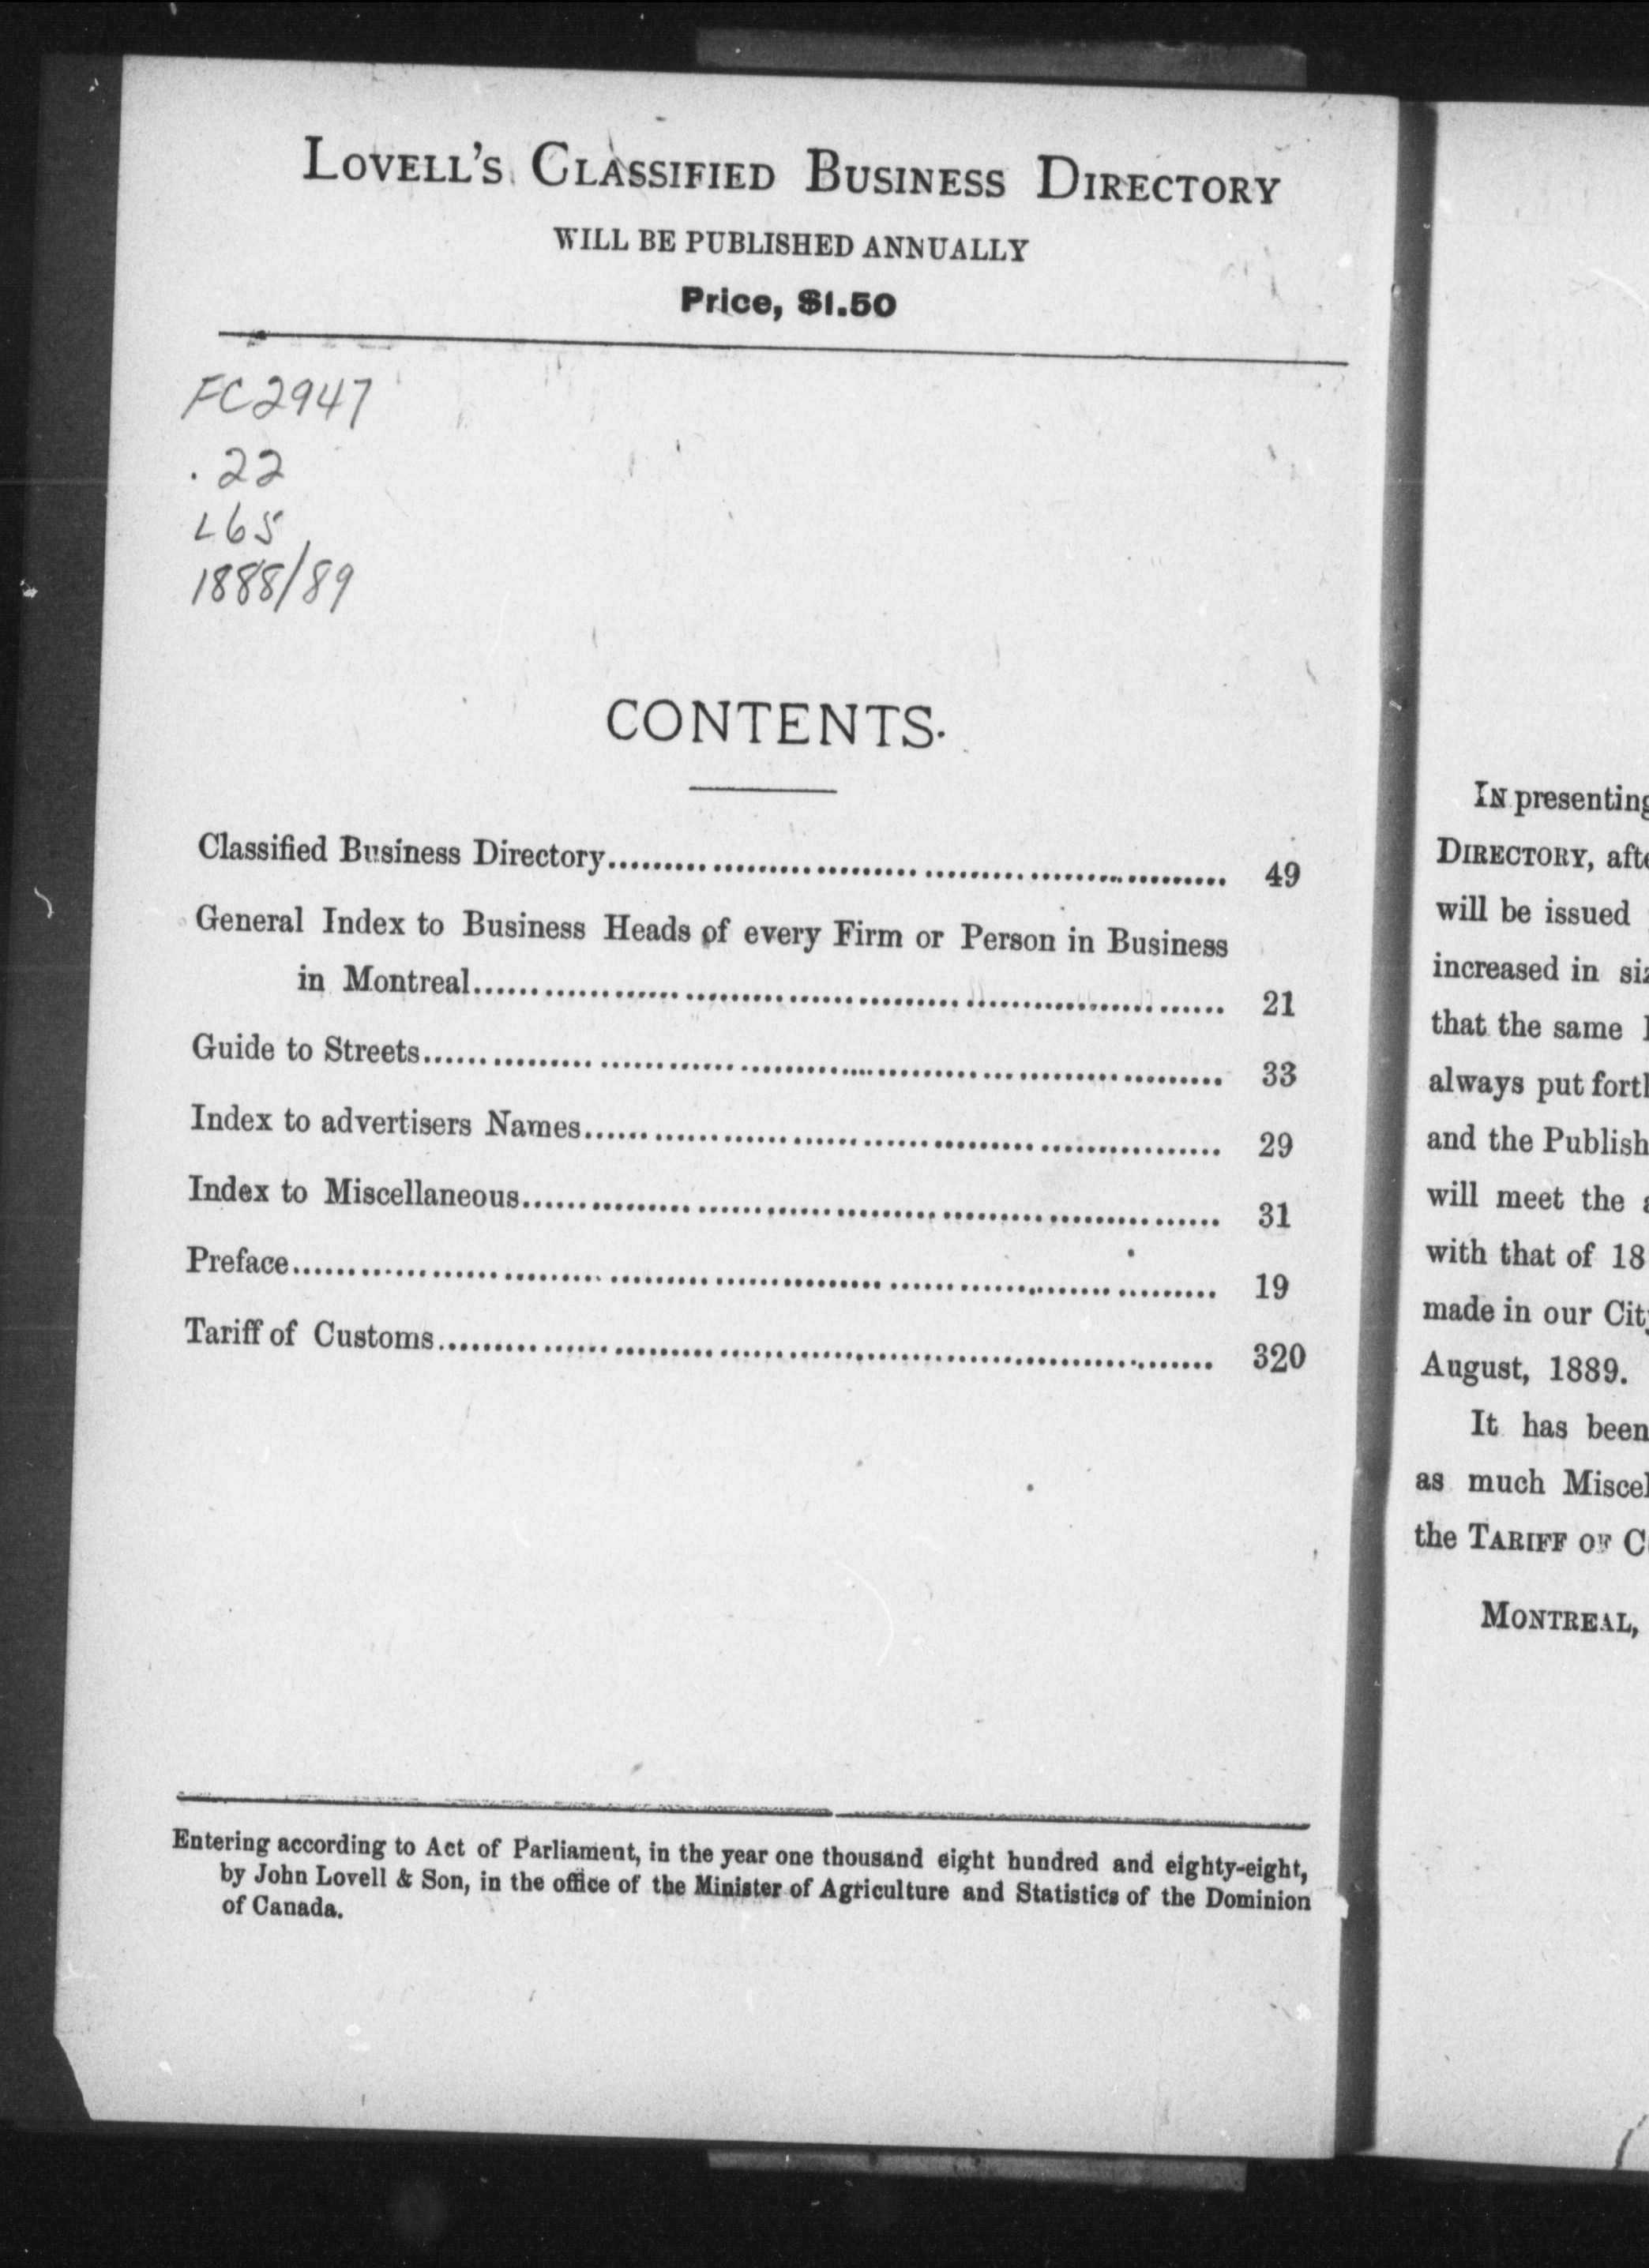 LOVELL'S CLASSIFIED BUSINESS DIRECTORY
WILL BE PUBLISHED ANNUALLY
Price, $1.50
FC2947
.22
L65
1888/89
CONTENTS.
Classified Business Directory........ 49
General Index to Business Heads of every Firm or Person in Business
in Montreal........ 21
Guide to Streets........ 33
Index to advertisers Names........ 29
Index to Miscellaneous........ 31
Preface........ 19
Tariff of Customs........ 320
Entering according to Act of Parliament, in the year one thousand eight hundred and eighty-eight,
by John Lovell & Son, in the office of the Minister of Agriculture and Statistics of the Dominion
of Canada.
IN presenting
DIRECTORY,
will be issued
increased in
that the same
always put
and the
will meet the
with that of 18
made in our
August, 1889.
It has been
as much
the TARIFF OF
MONTREAL,